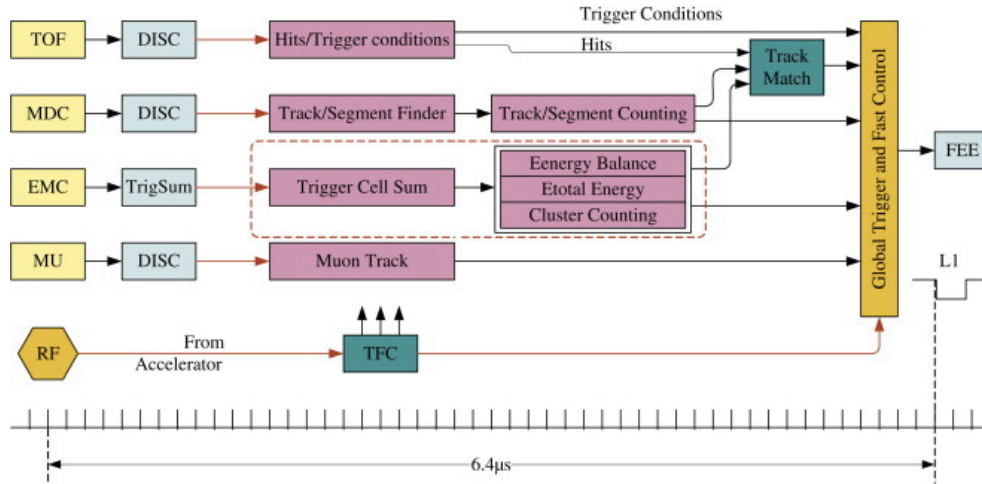 Trigger Conditions
TOF
DISC
Hits/Trigger conditions
Hits
Track
Match
MDC
DISC
Track/Segment Finder
Track/Segment Counting
Global Trigger and Fast Control
FEE
EMC
TrigSum
Trigger Cell Sum
Eenergy Balance
Etotal Energy
Cluster Counting
MU
DISC
Muon Track
L1
RF
From
Accelerator
TFC
6.4μs